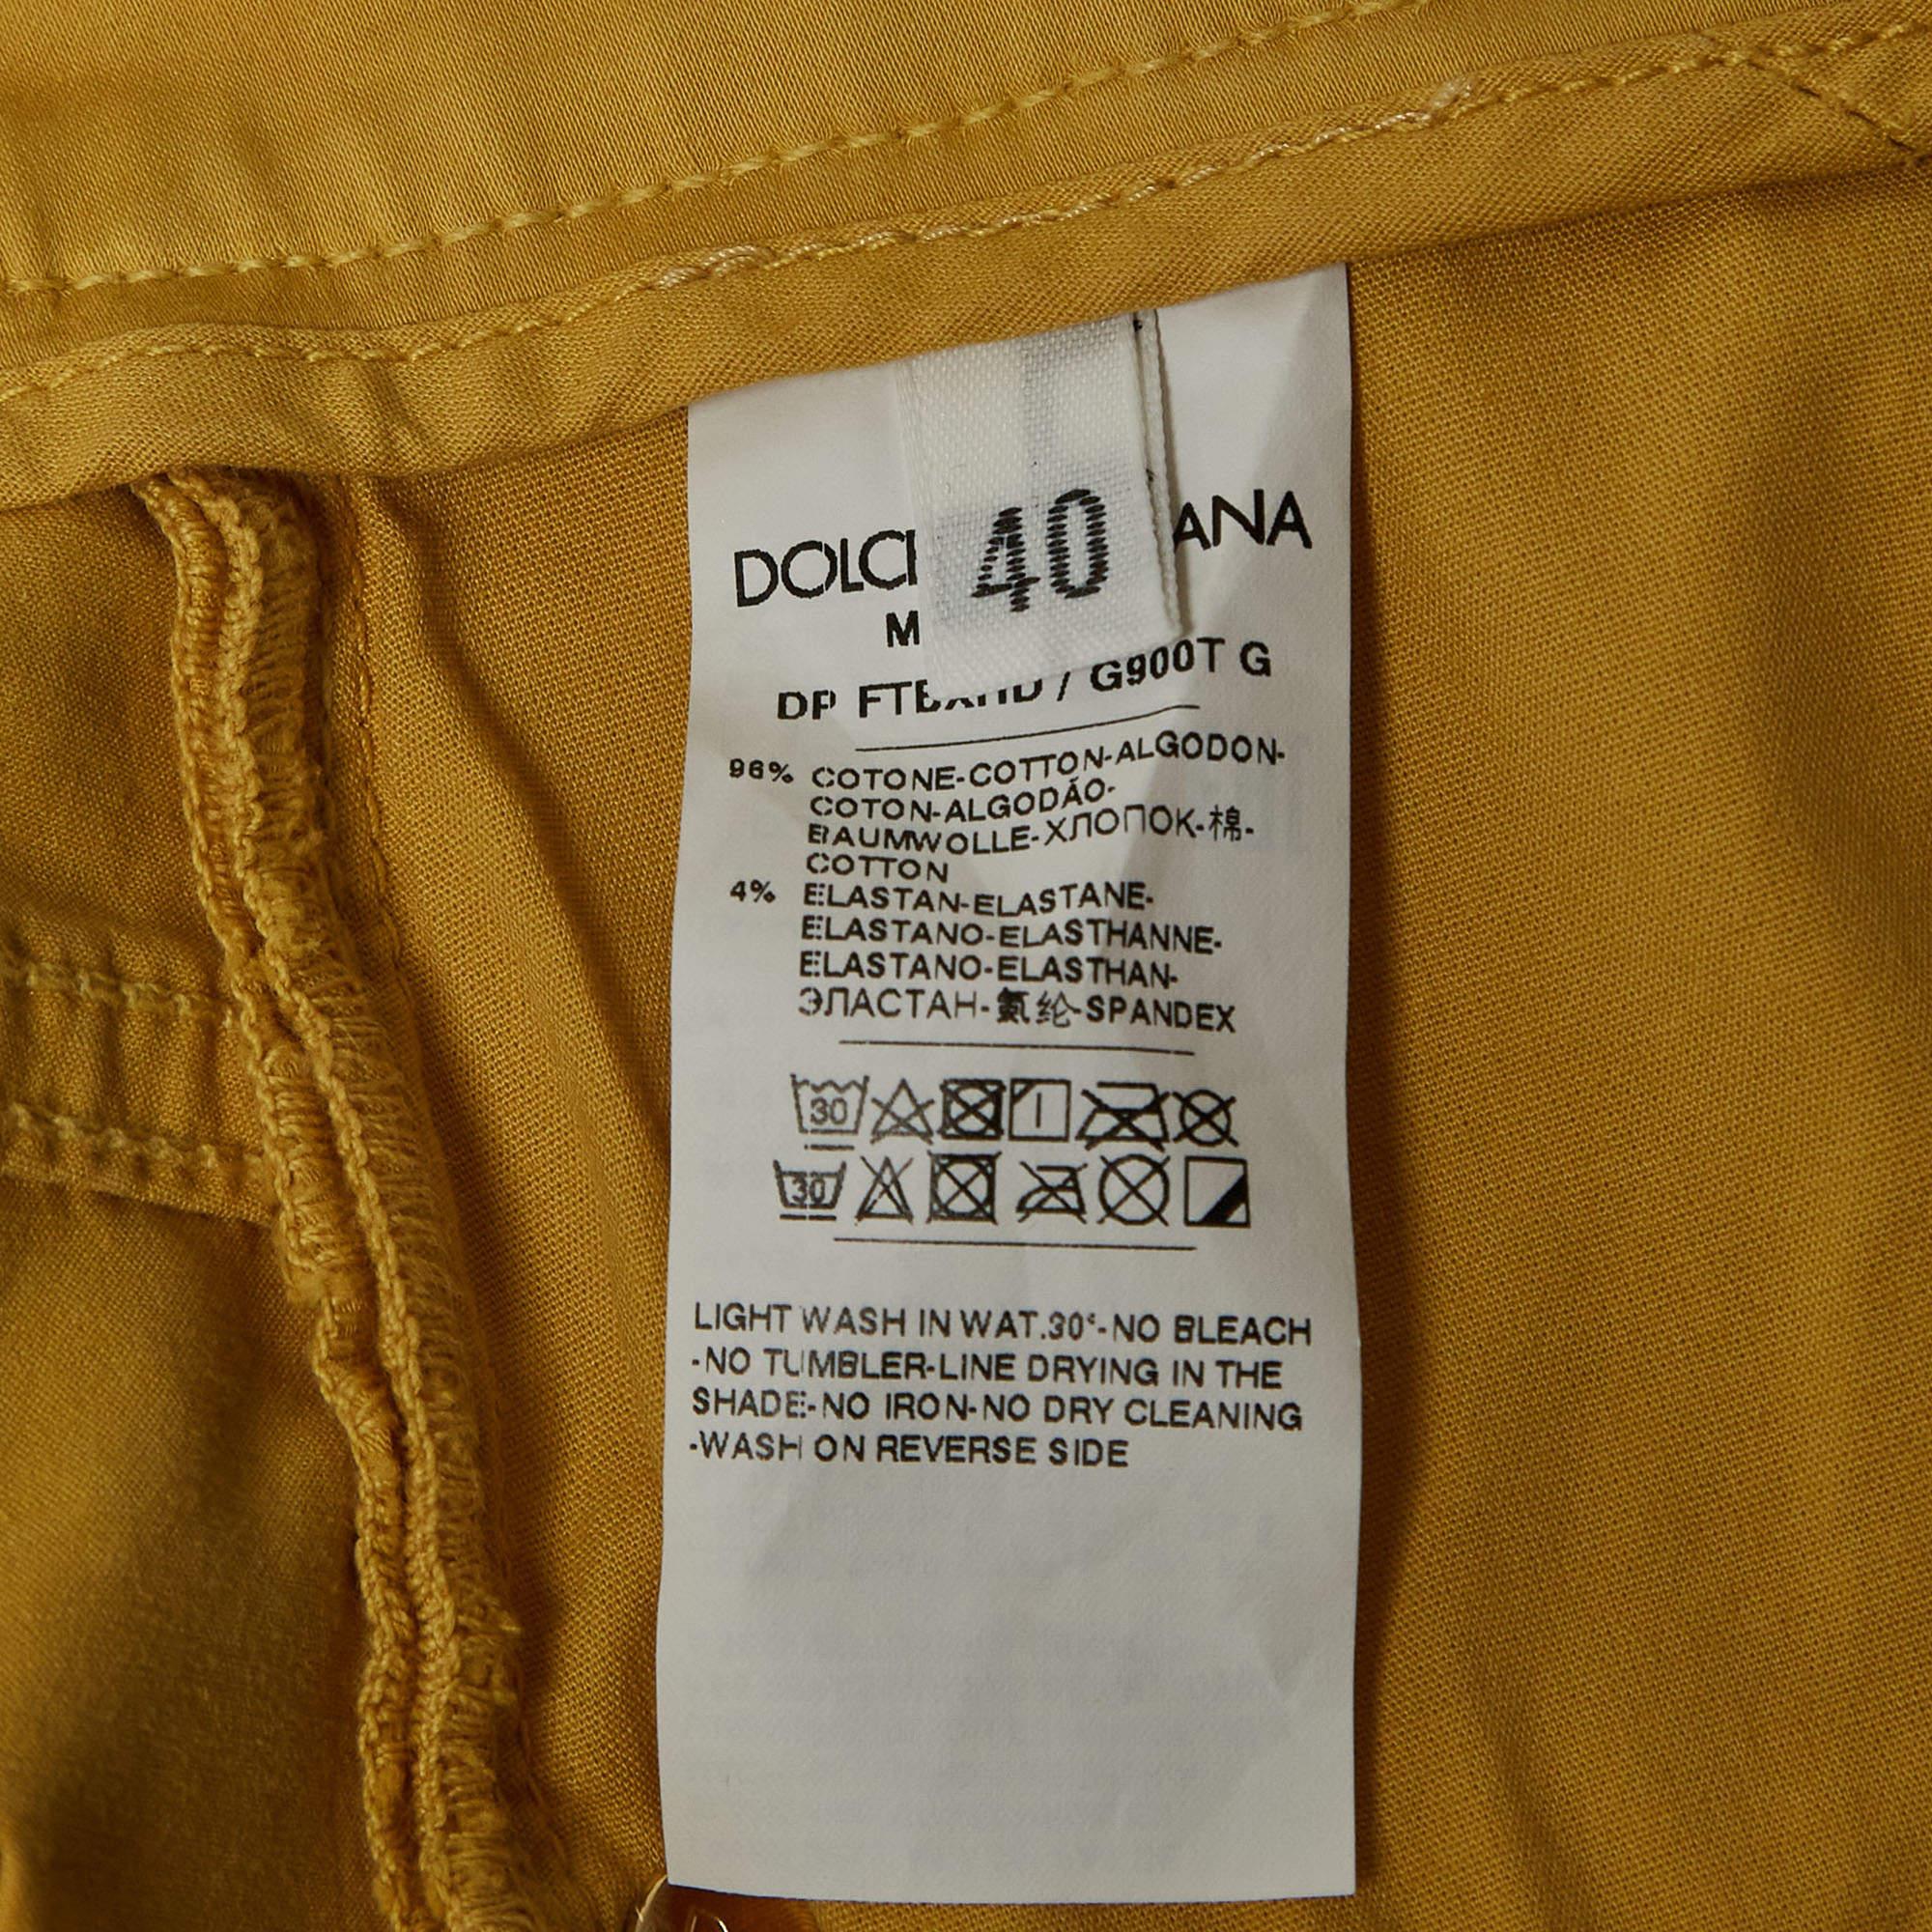 40
DOLC ANA
M
DP / G900T G
96% COTONE-COTTON-ALGODON-
COTON-ALGODÃO-
BAUMWOLLE-ХЛОПОК-棉-
COTTON
4% ELASTAN-ELASTANE-
ELASTANO-ELASTHANNE-
ELASTANO-ELASTHAN-
ЭЛАСТАН-氨纶-SPANDEX
30
30
LIGHT WASH IN WAT.30°-NO BLEACH
-NO TUMBLER-LINE DRYING IN THE
SHADE-NO IRON-NO DRY CLEANING
-WASH ON REVERSE SIDE